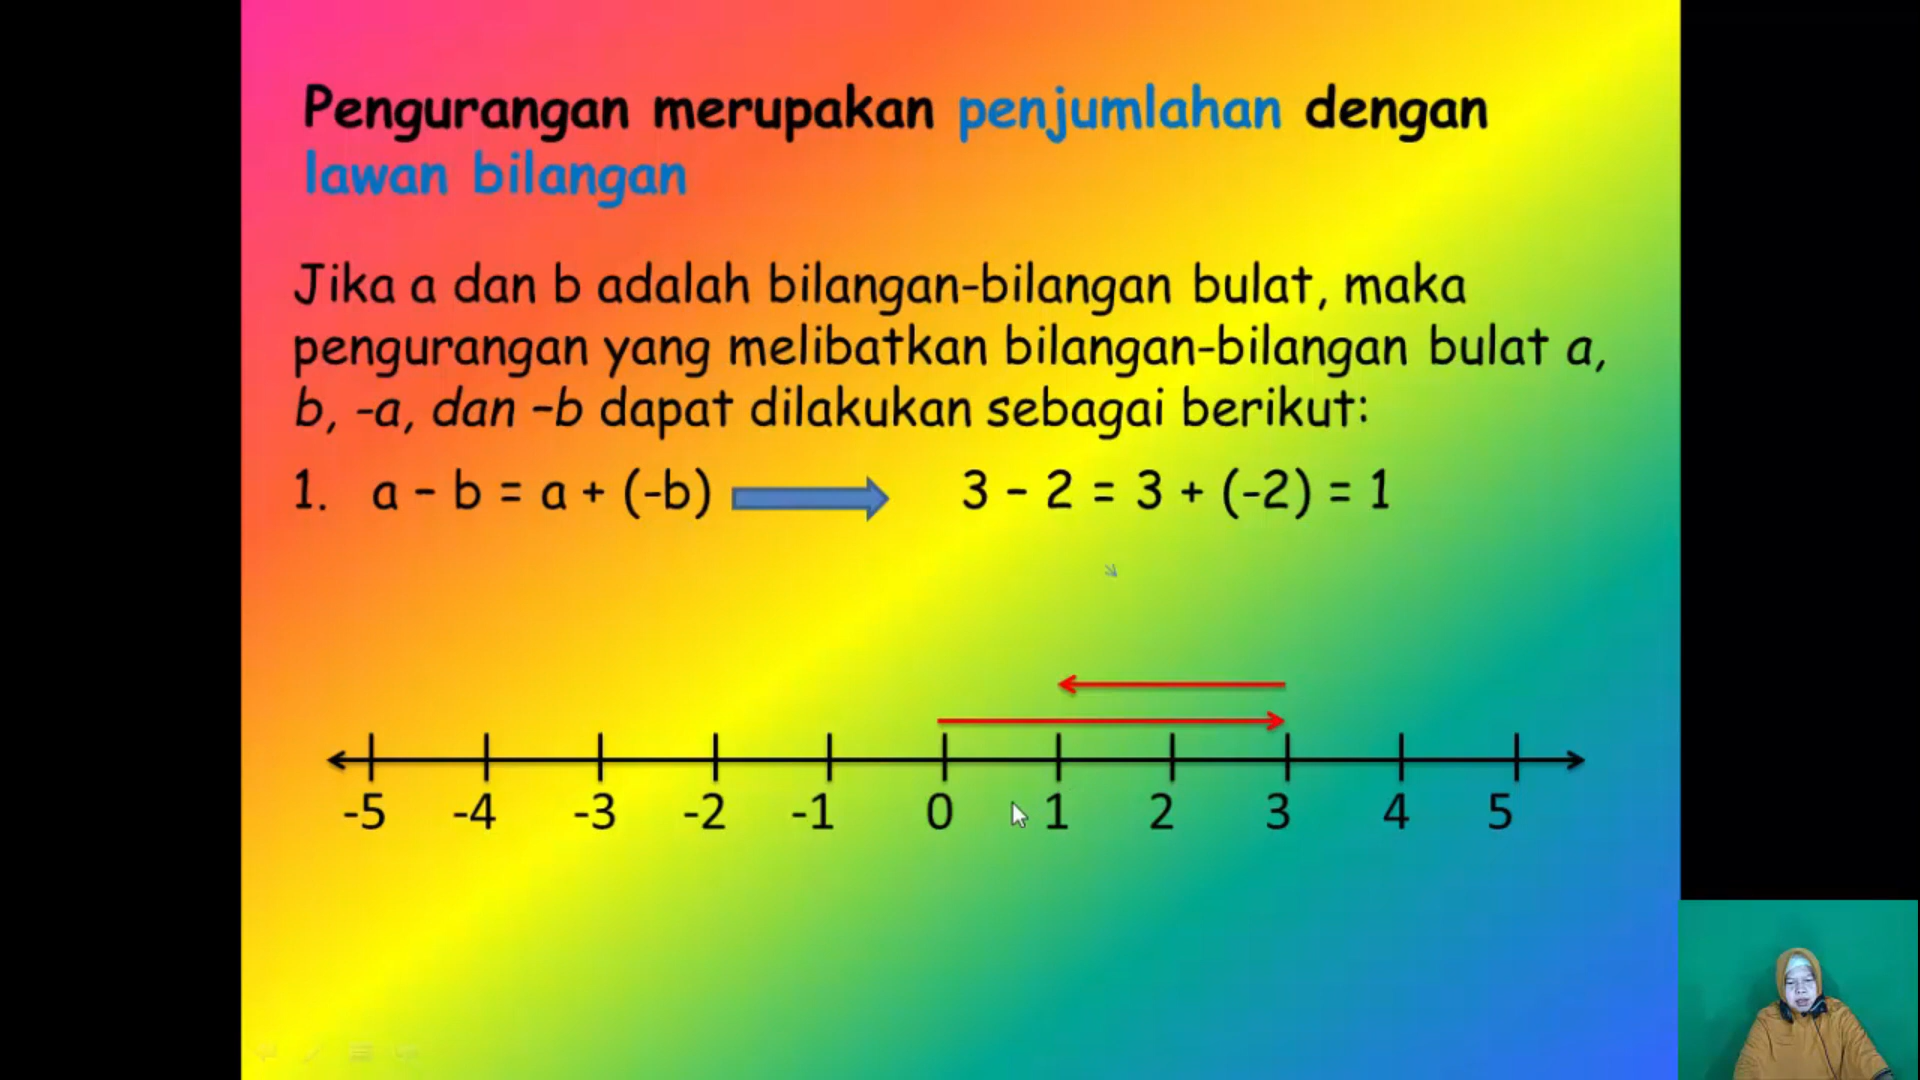 Pengurangan merupakan penjumlahan dengan
lawan bilangan
Jika a dan b adalah bilangan-bilangan bulat, maka
pengurangan yang melibatkan bilangan-bilangan bulat a,
b, -a, dan –b dapat dilakukan sebagai berikut:
1. a – b = a + (-b) 3 – 2 = 3 + (-2) = 1
-5 -4 -3 -2 -1 0 1 2 3 4 5